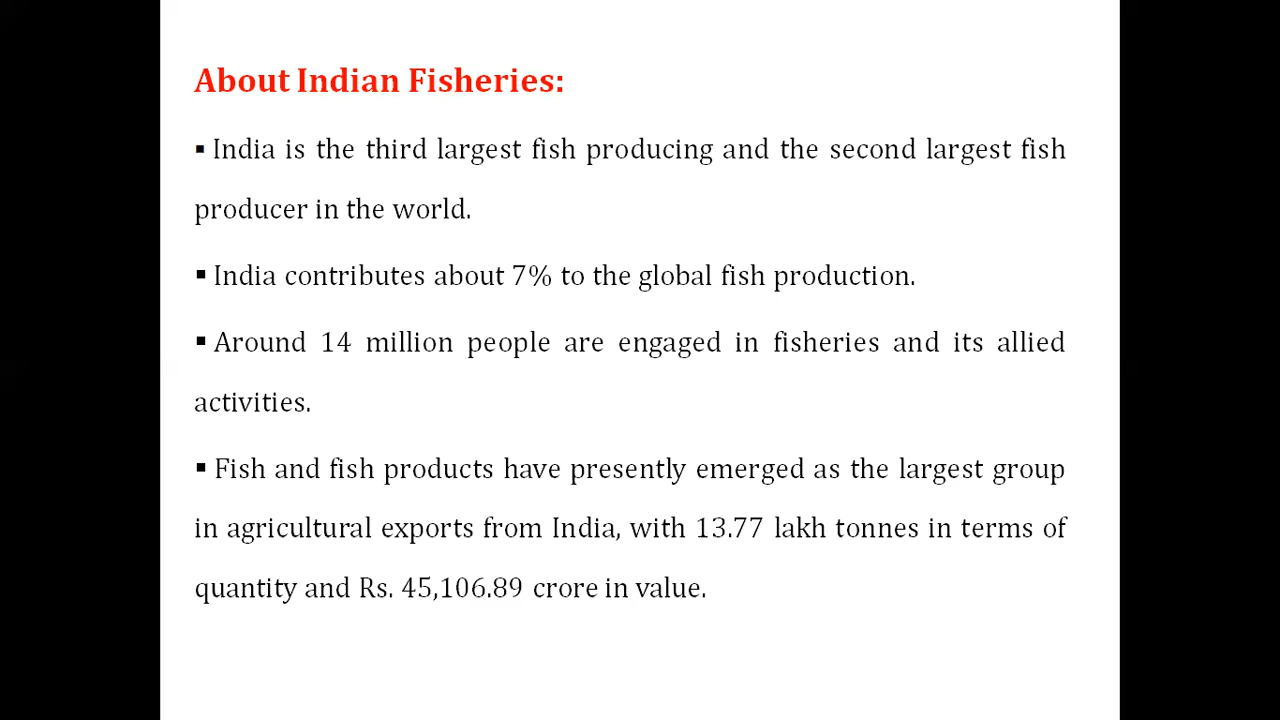 About Indian Fisheries:
▪ India is the third largest fish producing and the second largest fish
producer in the world.
▪ India contributes about 7% to the global fish production.
▪ Around 14 million people are engaged in fisheries and its allied
activities.
▪ Fish and fish products have presently emerged as the largest group
in agricultural exports from India, with 13.77 lakh tonnes in terms of
quantity and Rs. 45,106.89 crore in value.